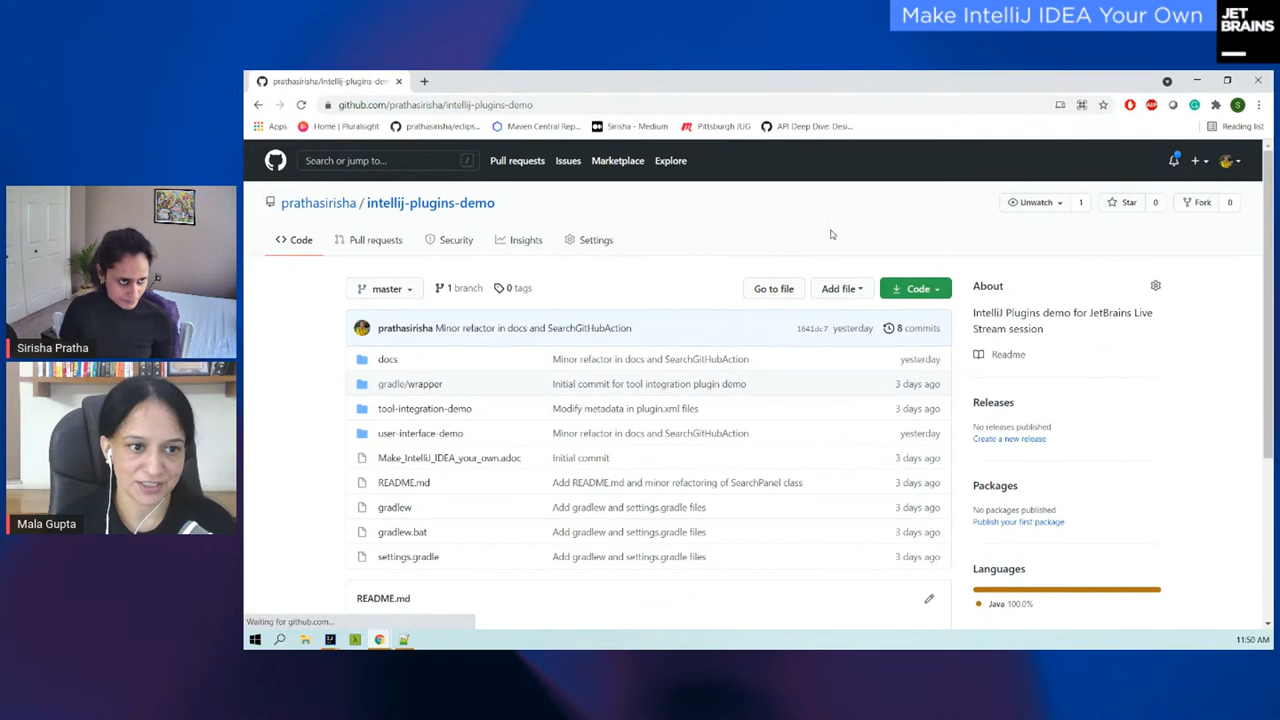 Make IntelliJ IDEA Your Own
JET
BRAINS
prathasirisha/intellij-plugins-de
github.com/prathasirisha/intellij-plugins-demo
ABP
S
Apps
Home | Pluralsight
prathasirisha/eclips...
Maven Central Rep...
Sirisha - Medium
Pittsburgh JUG
API Deep Dive: Desi...
Reading list
Search or jump to...
/
Pull requests
Issues
Marketplace
Explore
prathasirisha / intellij-plugins-demo
Unwatch
1
Star
0
Fork
0
<> Code
Pull requests
Security
Insights
Settings
master
1 branch
0 tags
Go to file
Add file
Code
About
prathasirisha Minor refactor in docs and SearchGitHubAction
1641dc7 yesterday
8 commits
IntelliJ Plugins demo for JetBrains Live
Stream session
Readme
docs
Minor refactor in docs and SearchGitHubAction
yesterday
gradle/wrapper
Initial commit for tool integration plugin demo
3 days ago
tool-integration-demo
Modify metadata in plugin.xml files
3 days ago
user-interface-demo
Minor refactor in docs and SearchGitHubAction
yesterday
Make_IntelliJ_IDEA_your_own.adoc
Initial commit
3 days ago
README.md
Add README.md and minor refactoring of SearchPanel class
3 days ago
gradlew
Add gradlew and settings.gradle files
3 days ago
gradlew.bat
Add gradlew and settings.gradle files
3 days ago
settings.gradle
Add gradlew and settings.gradle files
3 days ago
Releases
No releases published
Create a new release
Packages
No packages published
Publish your first package
Languages
Java 100.0%
README.md
Waiting for github.com...
11:50 AM
Sirisha Pratha
Mala Gupta